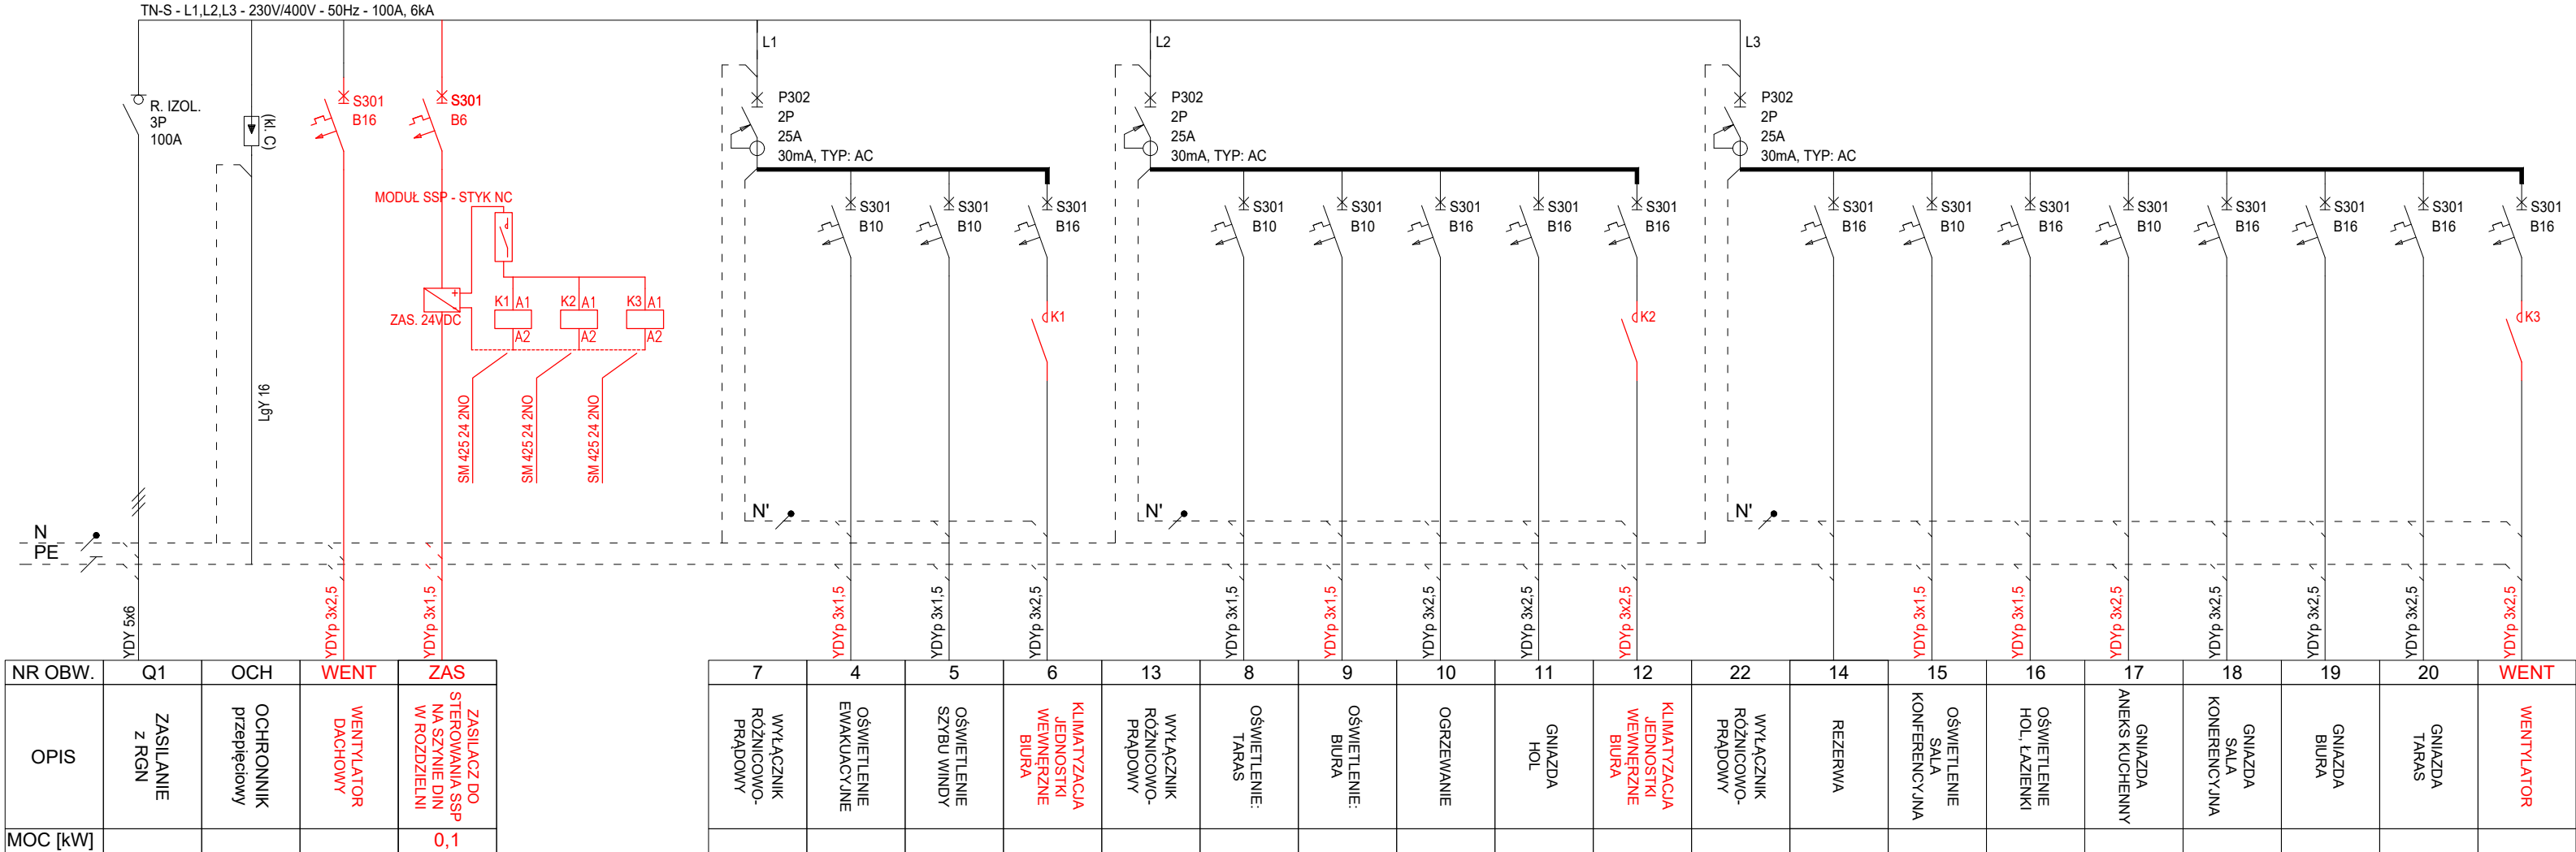 TN-S - L1,L2,L3 - 230V/400V - 50Hz - 100A, 6kA
R. IZOL.
3P
100A
(kl. C)
LgY 16
S301
B16
S301
B6
MODUŁ SSP - STYK NC
ZAS. 24VDC
+
-
K1
A1
A2
K2
A1
A2
K3
A1
A2
SM 425 24 2NO
SM 425 24 2NO
SM 425 24 2NO
L1
P302
2P
25A
30mA, TYP: AC
S301
B10
S301
B10
S301
B16
K1
L2
P302
2P
25A
30mA, TYP: AC
S301
B10
S301
B10
S301
B16
S301
B16
S301
B16
K2
L3
P302
2P
25A
30mA, TYP: AC
S301
B16
S301
B10
S301
B16
S301
B10
S301
B16
S301
B16
S301
B16
S301
B16
K3
N
PE
N'
N'
N'
YDY 5x6
YDYp 3x2,5
YDYp 3x1,5
YDYp 3x1,5
YDYp 3x1,5
YDYp 3x2,5
YDYp 3x1,5
YDYp 3x1,5
YDYp 3x2,5
YDYp 3x2,5
YDYp 3x2,5
YDYp 3x1,5
YDYp 3x1,5
YDYp 3x2,5
YDYp 3x2,5
YDYp 3x2,5
YDYp 3x2,5
YDYp 3x2,5
NR OBW.
Q1
OCH
WENT
ZAS
7
4
5
6
13
8
9
10
11
12
22
14
15
16
17
18
19
20
WENT
OPIS
ZASILANIE
z RGN
OCHRONNIK
przepięciowy
WENTYLATOR
DACHOWY
ZASILACZ DO
STEROWANIA SSP
NA SZYNIE DIN
W ROZDZIELNI
WYŁĄCZNIK
RÓŻNICOWO-
PRĄDOWY
OŚWIETLENIE
EWAKUACYJNE
OŚWIETLENIE
SZYBU WINDY
KLIMATYZACJA
JEDNOSTKI
WEWNĘRZNE
BIURA
WYŁĄCZNIK
RÓŻNICOWO-
PRĄDOWY
OŚWIETLENIE:
TARAS
OŚWIETLENIE:
BIURA
OGRZEWANIE
GNIAZDA
HOL
KLIMATYZACJA
JEDNOSTKI
WEWNĘRZNE
BIURA
WYŁĄCZNIK
RÓŻNICOWO-
PRĄDOWY
REZERWA
OŚWIETLENIE
SALA
KONFERENCYJNA
OŚWIETLENIE
HOL, ŁAZIENKI
GNIAZDA
ANEKS KUCHENNY
GNIAZDA
SALA
KONERENCYJNA
GNIAZDA
BIURA
GNIAZDA
TARAS
WENTYLATOR
MOC [kW]
0,1